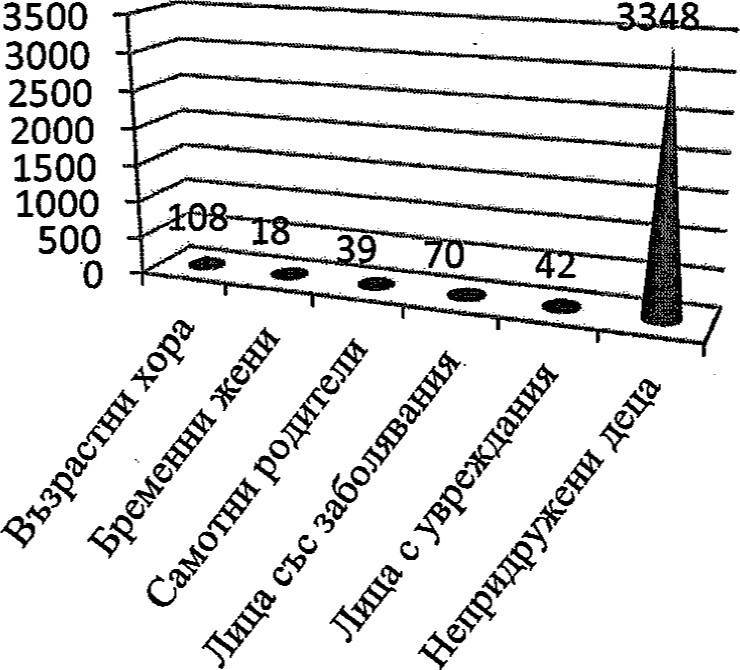 3500
3000
2500
2000
1500
1000
500
0
108
18
39
70
42
3348
Възрастни хора
Бременни жени
Самотни родители
Лица със заболявания
Лица с увреждания
Непридружени деца